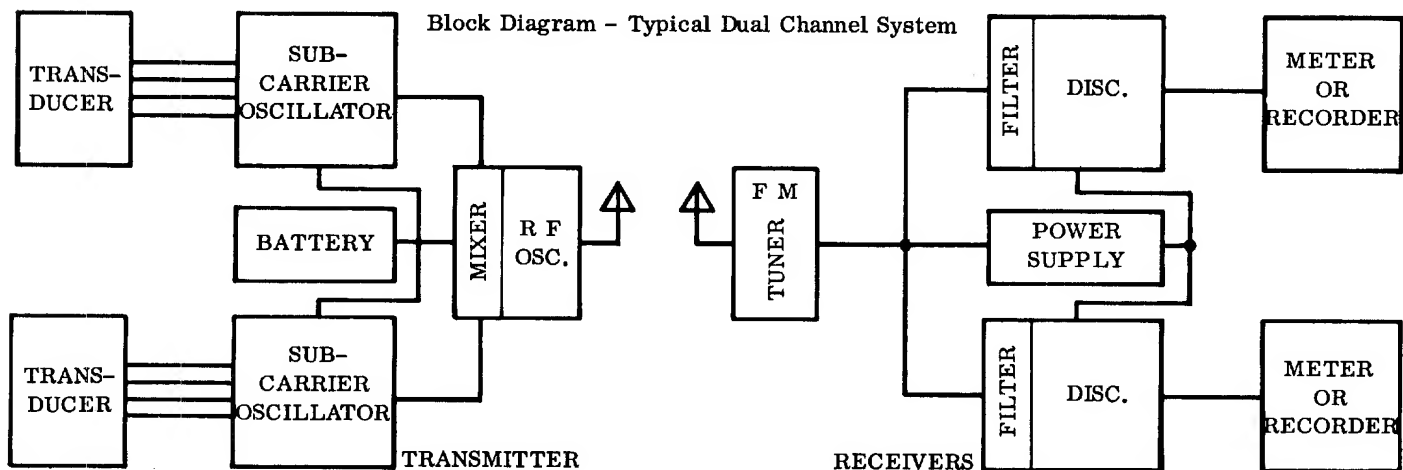 Block Diagram - Typical Dual Channel System
TRANS-
DUCER
SUB-
CARRIER
OSCILLATOR
BATTERY
MIXER
R F
OSC.
TRANS-
DUCER
SUB-
CARRIER
OSCILLATOR
TRANSMITTER
F M
TUNER
FILTER
DISC.
METER
OR
RECORDER
POWER
SUPPLY
FILTER
DISC.
METER
OR
RECORDER
RECEIVERS